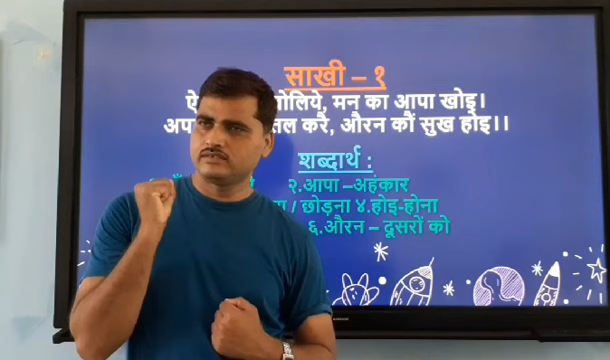 साखी – १
ऐ ोलिये, मन का आपा खोइ।
अप तल करै, औरन कौं सुख होइ।।
शब्दार्थ :
२.आपा –अहंकार
/ छोड़ना ४.होइ-होना
६.औरन – दूसरों को